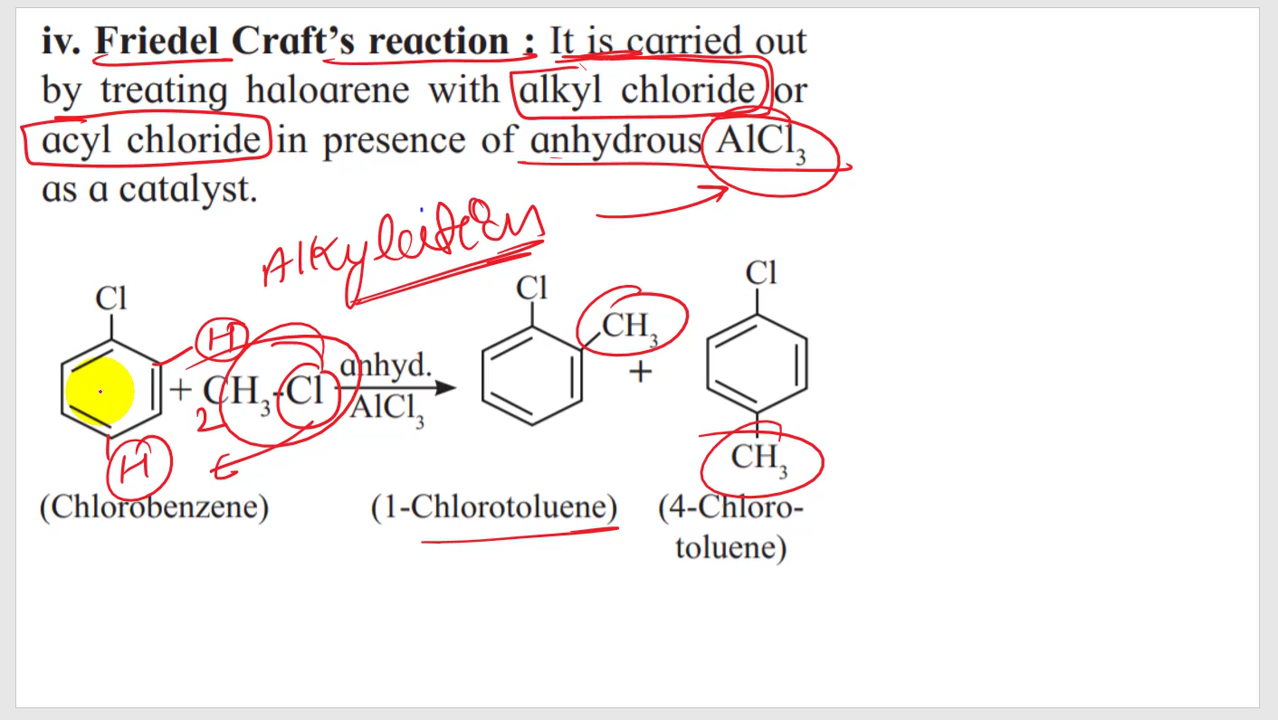 iv. Friedel Craft's reaction : It is carried out
by treating haloarene with alkyl chloride or
acyl chloride in presence of anhydrous AlCl₃
as a catalyst.
Alkyleition
Cl
Cl
Cl
H
CH₃
+ CH₃-Cl anhyd. AlCl₃
+
2
H
CH₃
(Chlorobenzene) (1-Chlorotoluene) (4-Chloro-
toluene)